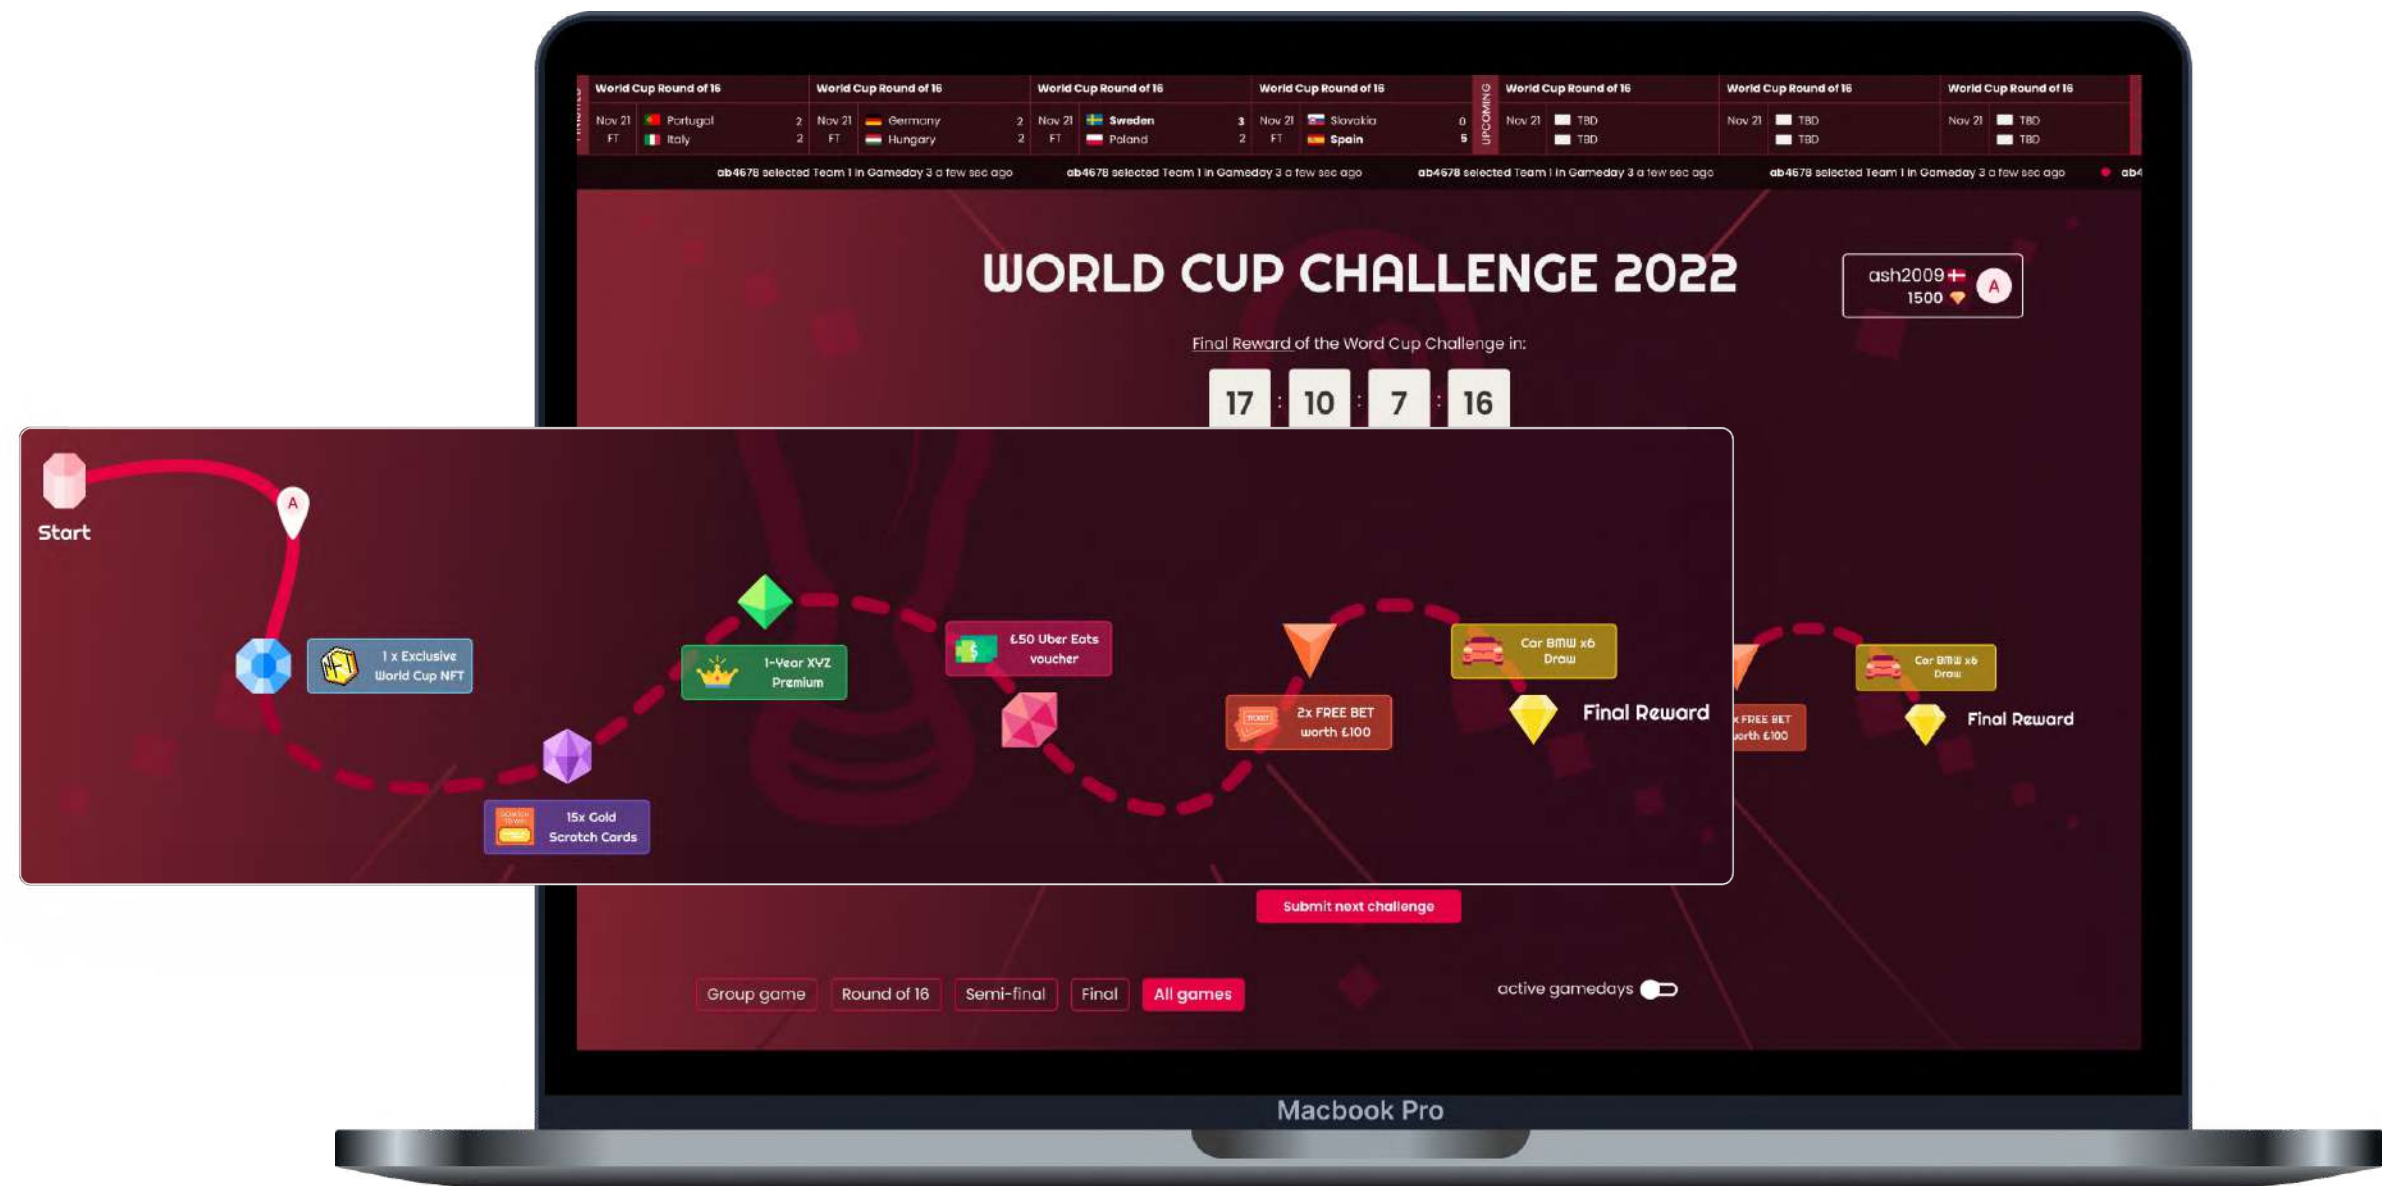 World Cup Round of 16
Nov 21 Portugal 2
FT Italy 2
World Cup Round of 16
Nov 21 Germany 2
FT Hungary 2
World Cup Round of 16
Nov 21 Sweden 3
FT Poland 2
World Cup Round of 16
Nov 21 Slovakia 0
FT Spain 5
UPCOMING
World Cup Round of 16
Nov 21 TBD
TBD
World Cup Round of 16
Nov 21 TBD
TBD
World Cup Round of 16
Nov 21 TBD
TBD
ab4678 selected Team 1 in Gameday 3 a few sec ago
ab4678 selected Team 1 in Gameday 3 a few sec ago
ab4678 selected Team 1 in Gameday 3 a few sec ago
ab4678 selected Team 1 in Gameday 3 a few sec ago
ab4
WORLD CUP CHALLENGE 2022
ash2009
1500
A
Final Reward of the Word Cup Challenge in:
17 : 10 : 7 : 16
Start
A
NFT
1 x Exclusive
World Cup NFT
15x Gold
Scratch Cards
1-Year XYZ
Premium
£50 Uber Eats
voucher
TICKET
2x FREE BET
worth £100
Car BMW x6
Draw
Final Reward
x FREE BET
worth £100
Car BMW x6
Draw
Final Reward
Submit next challenge
Group game
Round of 16
Semi-final
Final
All games
active gamedays
Macbook Pro